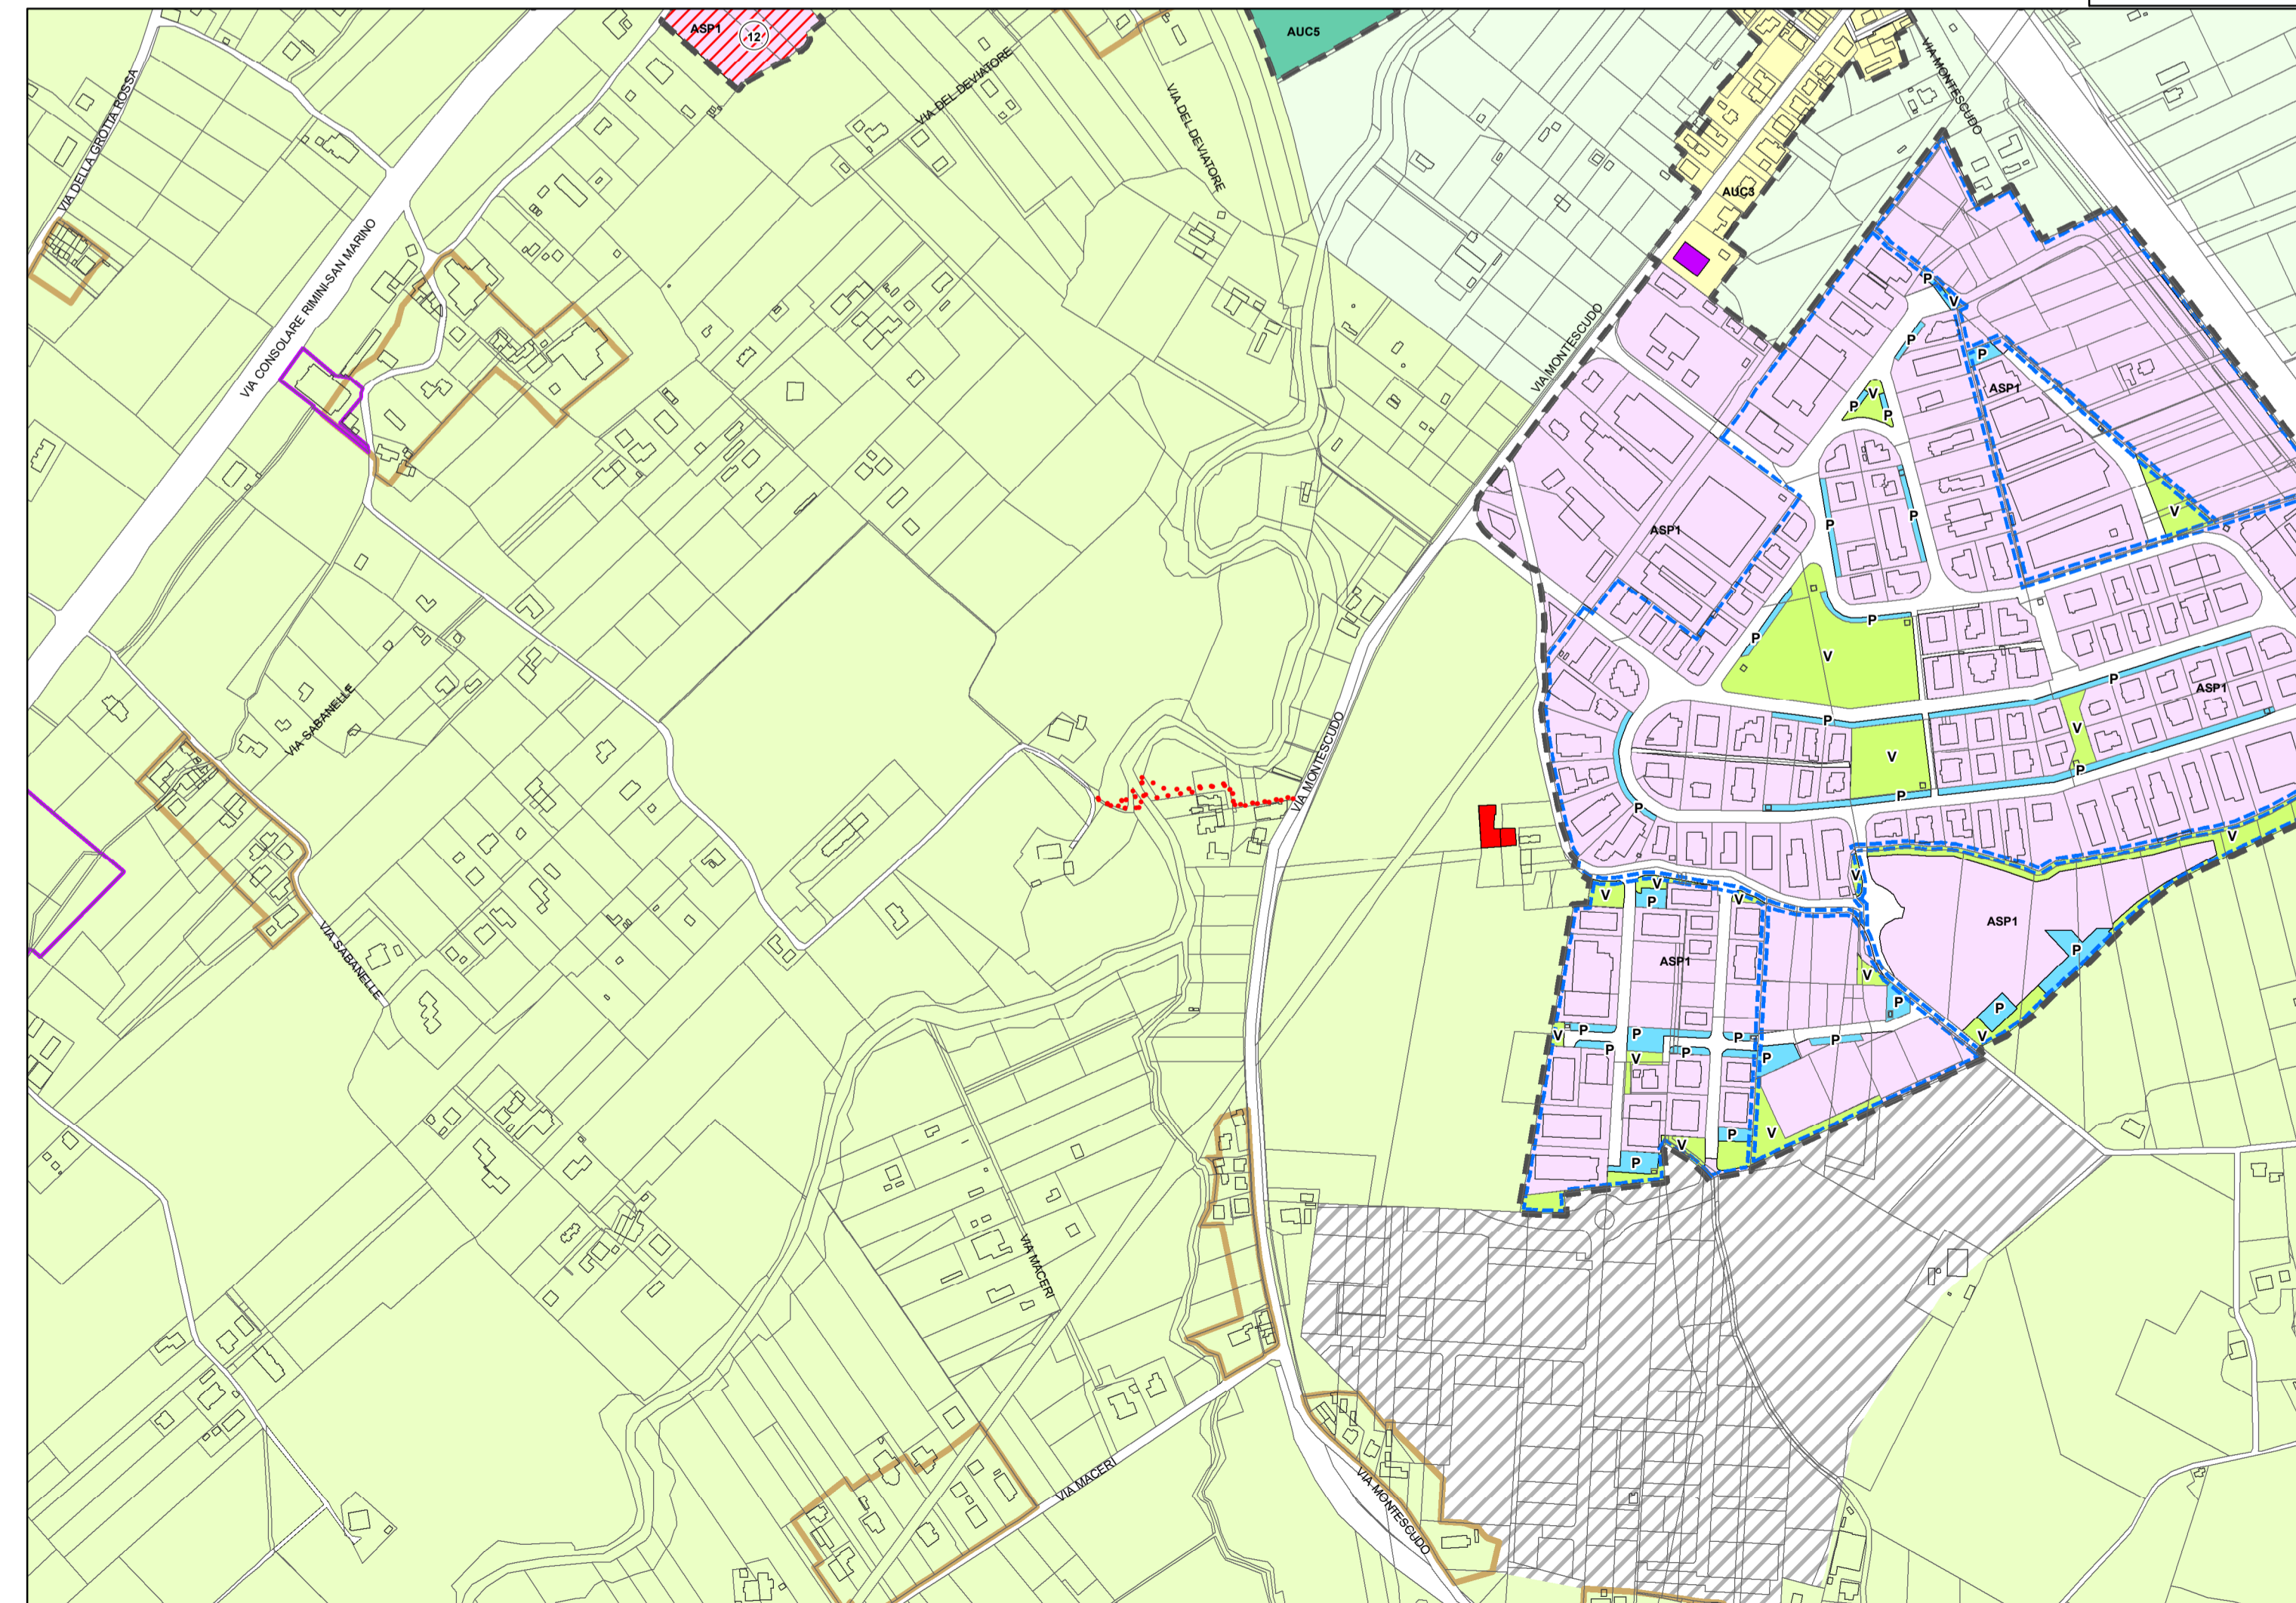 ASP1
12
AUC5
VIA MONTESCUDO
VIA DEL DEVIATORE
VIA DELLA GROTTA ROSSA
VIA DEL DEVIATORE
AUC3
VIA CONSOLARE RIMINI-SAN MARINO
P
V
VIA MONTESCUDO
P
P
ASP1
V
P
P
V
P
P
ASP1
P
P
V
P
ASP1
VIA SABANELLE
P
V
V
VIA MONTESCUDO
P
P
P
V
V
V
V
P
V
ASP1
VIA SABANELLE
P
ASP1
V
P
P
V
P
P
P
P
V
P
P
V
P
P
V
V
P
V
P
VIA MACERI
VIA MACERI
VIA MONTESCUDO